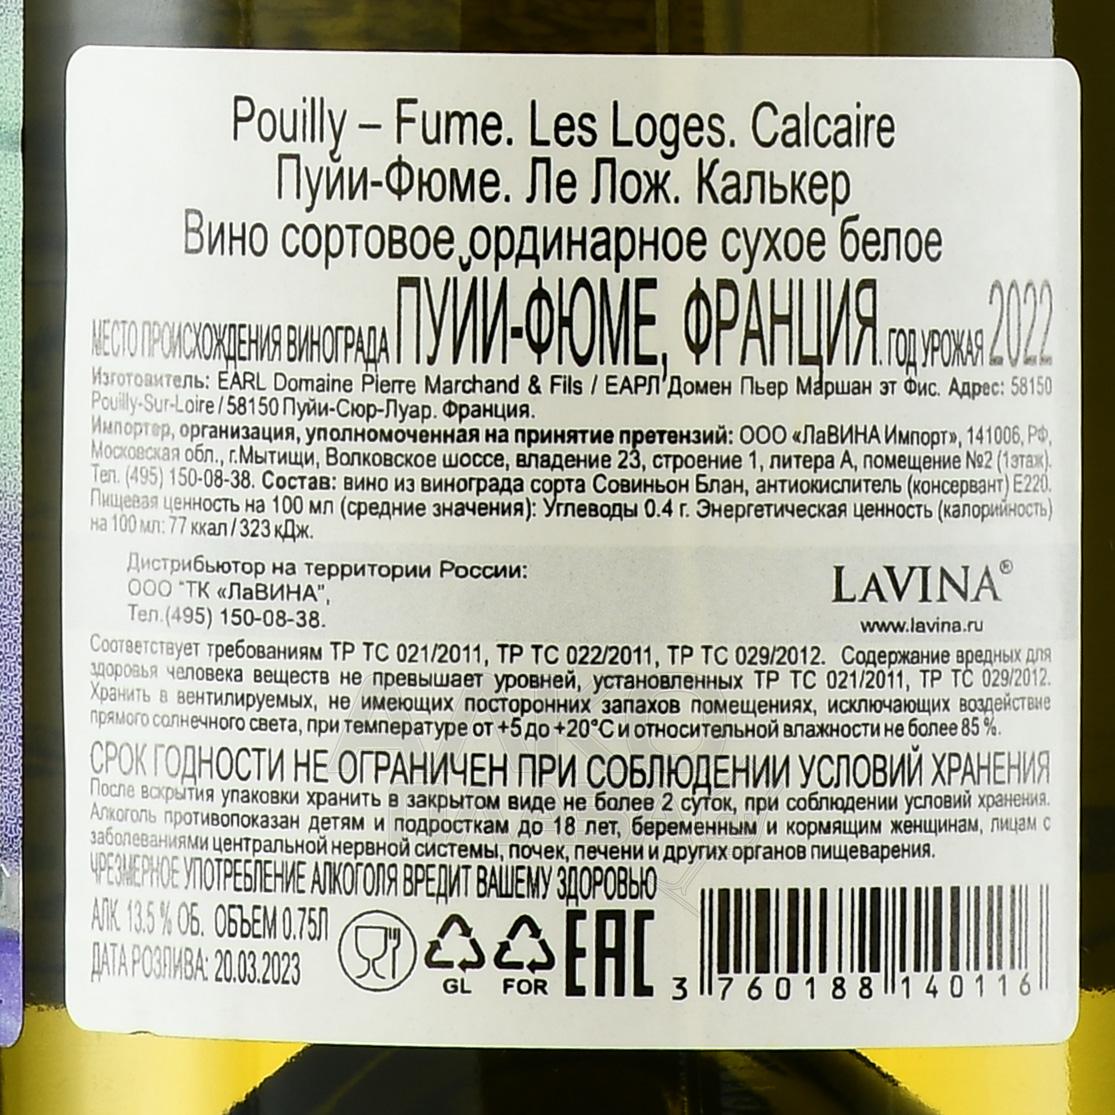 Pouilly – Fume. Les Loges. Calcaire
Пуйи-Фюме. Ле Лож. Калькер
Вино сортовое, ординарное сухое белое
МЕСТО ПРОИСХОЖДЕНИЯ ВИНОГРАДА ПУЙИ-ФЮМЕ, ФРАНЦИЯ. ГОД УРОЖАЯ 2022
Изготовитель: EARL Domaine Pierre Marchand & Fils / ЕАРЛ Домен Пьер Маршан эт Фис. Адрес: 58150
Pouilly-Sur-Loire / 58150 Пуйи-Сюр-Луар. Франция.
Импортер, организация, уполномоченная на принятие претензий: ООО «ЛаВИНА Импорт», 141006, РФ,
Московская обл., г.Мытищи, Волковское шоссе, владение 23, строение 1, литера А, помещение №2 (1этаж).
Тел. (495) 150-08-38. Состав: вино из винограда сорта Совиньон Блан, антиокислитель (консервант) Е220.
Пищевая ценность на 100 мл (средние значения): Углеводы 0.4 г. Энергетическая ценность (калорийность)
на 100 мл: 77 ккал / 323 кДж.
Дистрибьютор на территории России:
ООО "ТК «ЛаВИНА",
Тел.(495) 150-08-38.
LAVINA®
www.lavina.ru
Соответствует требованиям ТР ТС 021/2011, ТР ТС 022/2011, ТР ТС 029/2012. Содержание вредных для
здоровья человека веществ не превышает уровней, установленных ТР ТС 021/2011, ТР ТС 029/2012.
Хранить в вентилируемых, не имеющих посторонних запахов помещениях, исключающих воздействие
прямого солнечного света, при температуре от +5 до +20°С и относительной влажности не более 85 %.
СРОК ГОДНОСТИ НЕ ОГРАНИЧЕН ПРИ СОБЛЮДЕНИИ УСЛОВИЙ ХРАНЕНИЯ
После вскрытия упаковки хранить в закрытом виде не более 2 суток, при соблюдении условий хранения.
Алкоголь противопоказан детям и подросткам до 18 лет, беременным и кормящим женщинам, лицам с
заболеваниями центральной нервной системы, почек, печени и других органов пищеварения.
ЧРЕЗМЕРНОЕ УПОТРЕБЛЕНИЕ АЛКОГОЛЯ ВРЕДИТ ВАШЕМУ ЗДОРОВЬЮ
АЛК. 13.5 % ОБ. ОБЪЕМ 0.75Л
ДАТА РОЗЛИВА: 20.03.2023
GL
FOR
EAC
3 760188 140116